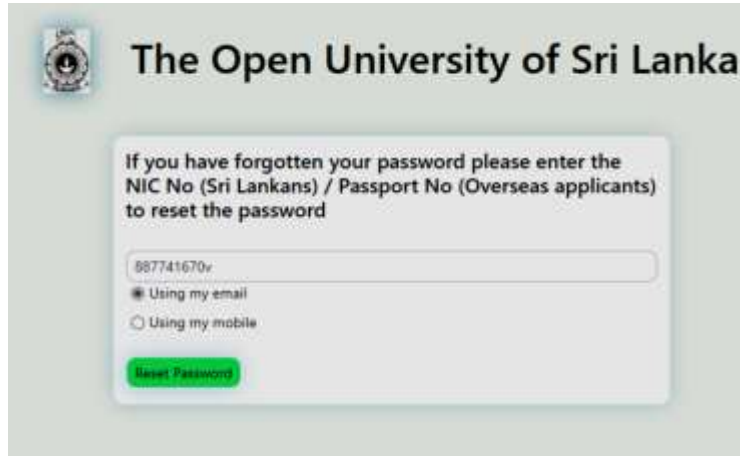 The Open University of Sri Lanka
If you have forgotten your password please enter the
NIC No (Sri Lankans) / Passport No (Overseas applicants)
to reset the password
887741670v
Using my email
Using my mobile
Reset Password